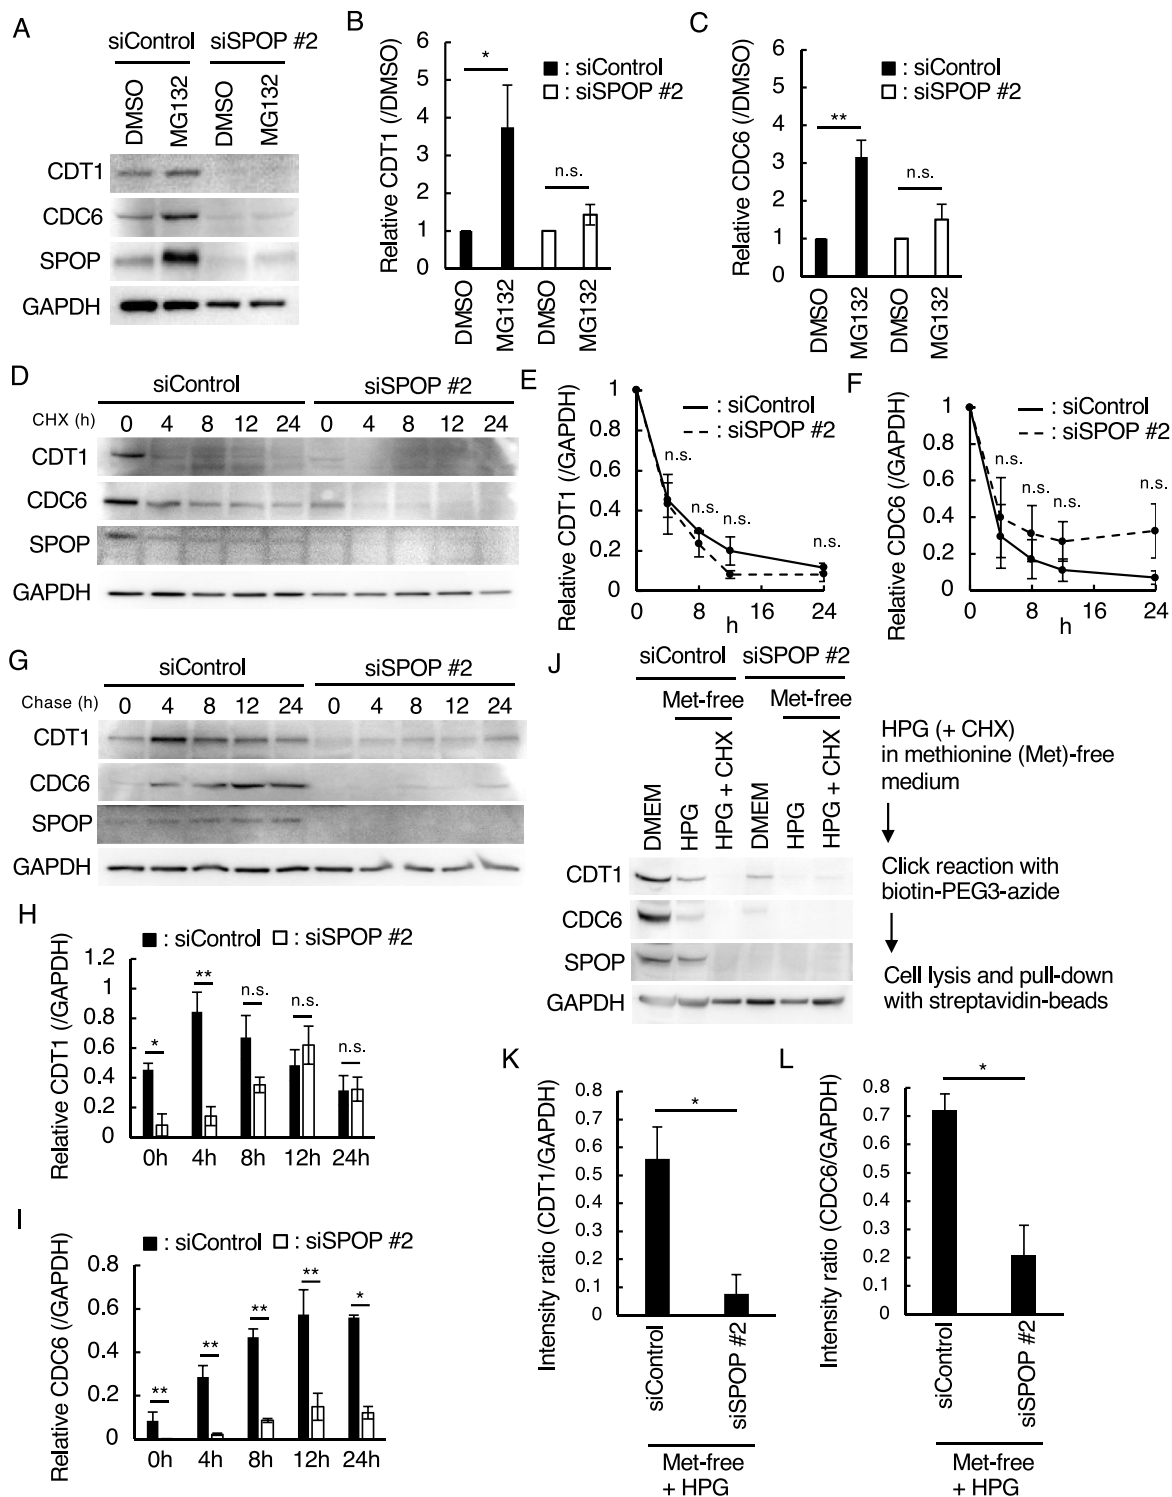 A
siControl siSPOP #2
DMSO MG132 DMSO MG132
CDT1
CDC6
SPOP
GAPDH
B
Relative CDT1 (/DMSO)
6
5
4
3
2
1
0
* n.s.
: siControl
: siSPOP #2
DMSO MG132 DMSO MG132
C
Relative CDC6 (/DMSO)
6
5
4
3
2
1
0
** n.s.
: siControl
: siSPOP #2
DMSO MG132 DMSO MG132
D
siControl siSPOP #2
CHX (h) 0 4 8 12 24 0 4 8 12 24
CDT1
CDC6
SPOP
GAPDH
E
Relative CDT1 (/GAPDH)
1
0.8
0.6
0.4
0.2
0
: siControl
: siSPOP #2
n.s. n.s. n.s. n.s.
0 8 16 24
h
F
Relative CDC6 (/GAPDH)
1
0.8
0.6
0.4
0.2
0
: siControl
: siSPOP #2
n.s. n.s. n.s. n.s.
0 8 16 24
h
G
siControl siSPOP #2
Chase (h) 0 4 8 12 24 0 4 8 12 24
CDT1
CDC6
SPOP
GAPDH
H
: siControl : siSPOP #2
Relative CDT1 (/GAPDH)
1.2
1
0.8
0.6
0.4
0.2
0
* ** n.s. n.s. n.s.
0h 4h 8h 12h 24h
I
: siControl : siSPOP #2
Relative CDC6 (/GAPDH)
0.8
0.6
0.4
0.2
0
** ** ** ** *
0h 4h 8h 12h 24h
J
siControl siSPOP #2
Met-free Met-free
DMEM HPG HPG + CHX DMEM HPG HPG + CHX
CDT1
CDC6
SPOP
GAPDH
HPG (+ CHX)
in methionine (Met)-free
medium
Click reaction with
biotin-PEG3-azide
Cell lysis and pull-down
with streptavidin-beads
K
Intensity ratio (CDT1/GAPDH)
0.8
0.7
0.6
0.5
0.4
0.3
0.2
0.1
0
*
siControl siSPOP #2
Met-free
+ HPG
L
Intensity ratio (CDC6/GAPDH)
0.8
0.7
0.6
0.5
0.4
0.3
0.2
0.1
0
*
siControl siSPOP #2
Met-free
+ HPG